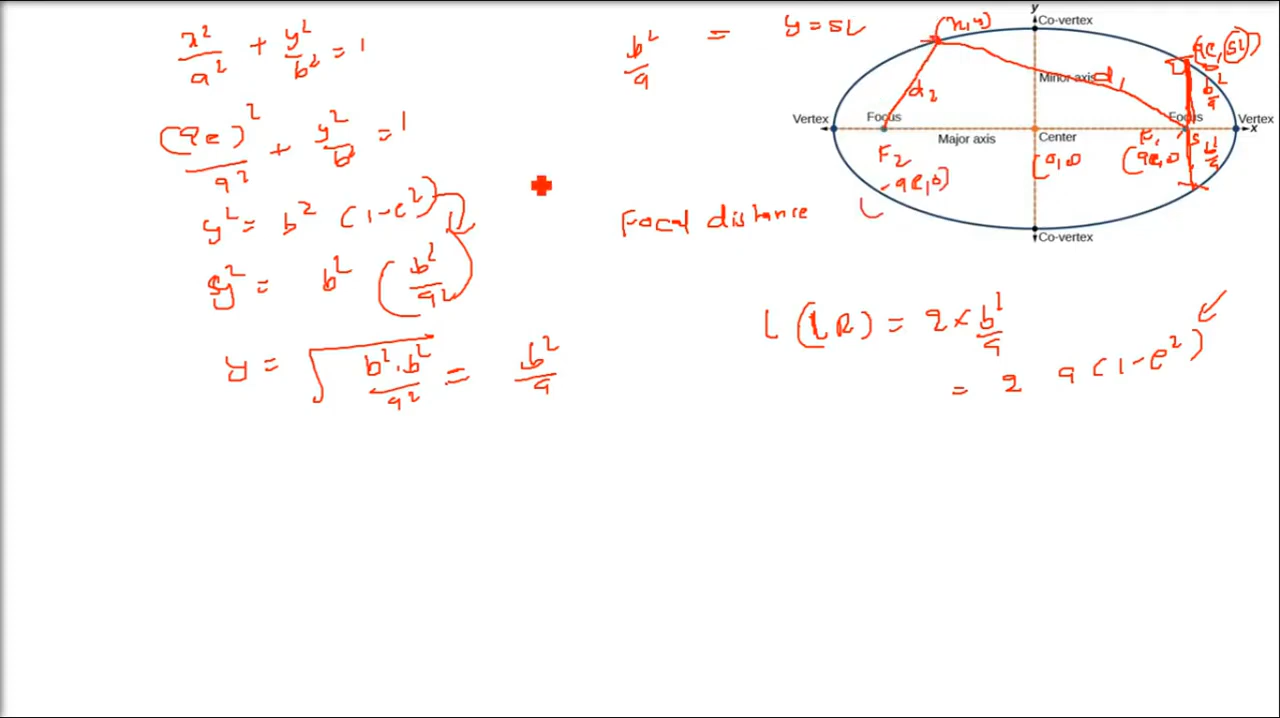 x²/a² + y²/b² = 1
(ae)²/a² + y²/b² = 1
y² = b² (1-e²)
y² = b² (b²/a²)
y = √(b².b²/a²) = b²/a
b²/a = y = SL
Focal distance
L (LR) = 2 × b²/a
= 2 a (1-e²)
y
Co-vertex
(x, y)
(ae, SL)
Minor axis
d₁
d₂
b²/a
Vertex
Focus
Focus
Vertex
x
Major axis
Center
F₂
F₁
S
b²/a
-ae, 0)
(0, 0
(ae, 0
Co-vertex